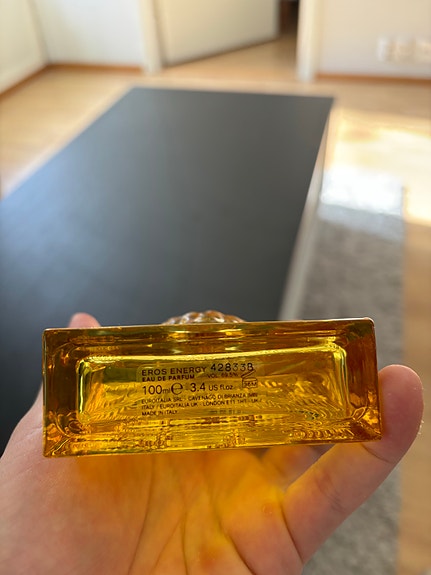 EROS ENERGY 42833B
EAU DE PARFUM VOL.
100ml e 3.4 US fl.oz.
EUROITALIA SRL - CAVENAGO DI BRIANZA (MB)
ITALY - EUROITALIA UK - LONDON
MADE IN ITALY